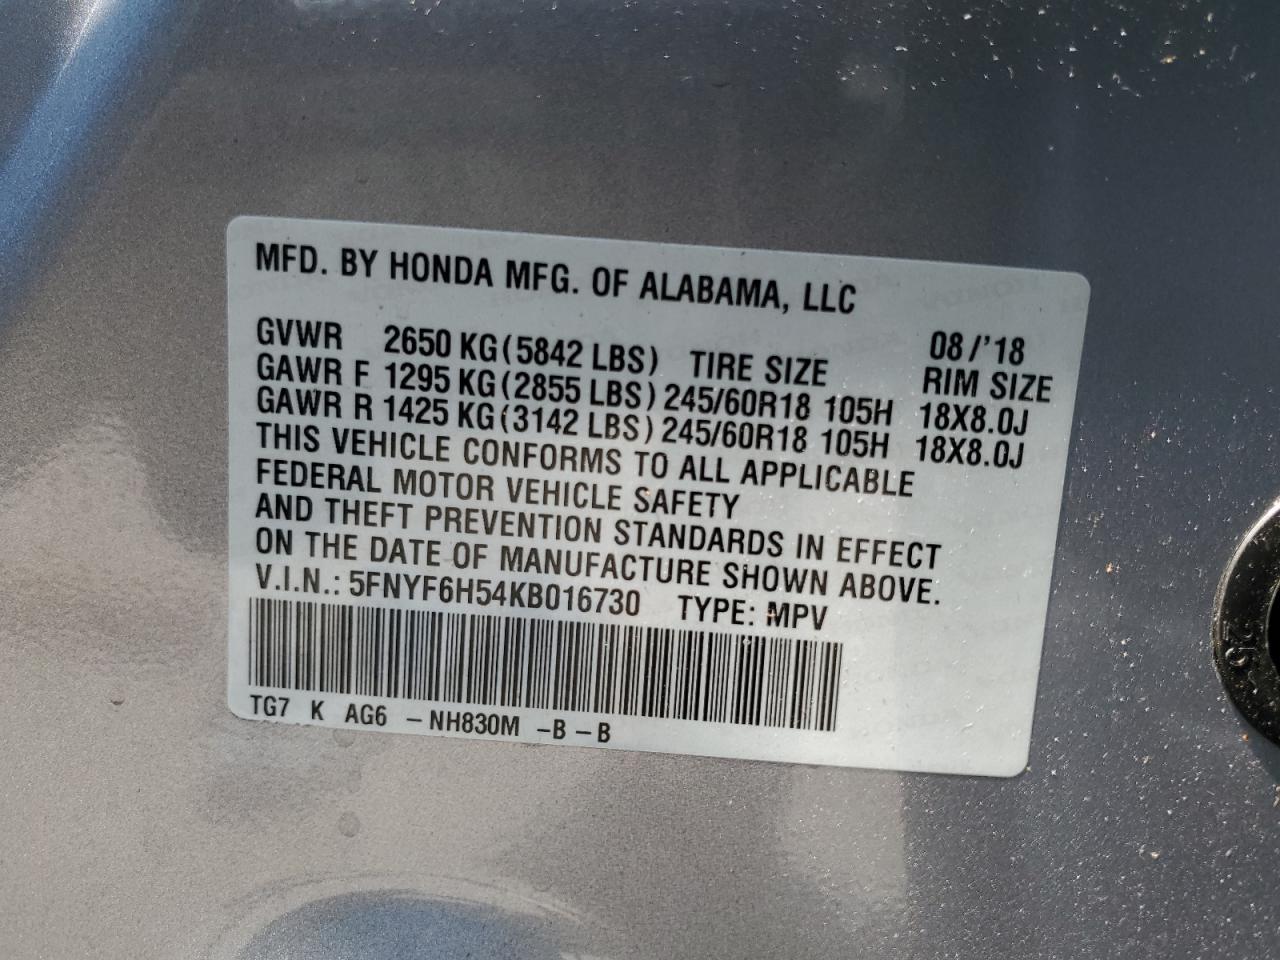 MFD. BY HONDA MFG. OF ALABAMA, LLC
08/'18
GVWR 2650 KG(5842 LBS) TIRE SIZE RIM SIZE
GAWR F 1295 KG(2855 LBS) 245/60R18 105H 18X8.0J
GAWR R 1425 KG(3142 LBS) 245/60R18 105H 18X8.0J
THIS VEHICLE CONFORMS TO ALL APPLICABLE
FEDERAL MOTOR VEHICLE SAFETY
AND THEFT PREVENTION STANDARDS IN EFFECT
ON THE DATE OF MANUFACTURE SHOWN ABOVE.
V.I.N.: 5FNYF6H54KB016730 TYPE: MPV
TG7 K AG6 -NH830M -B-B